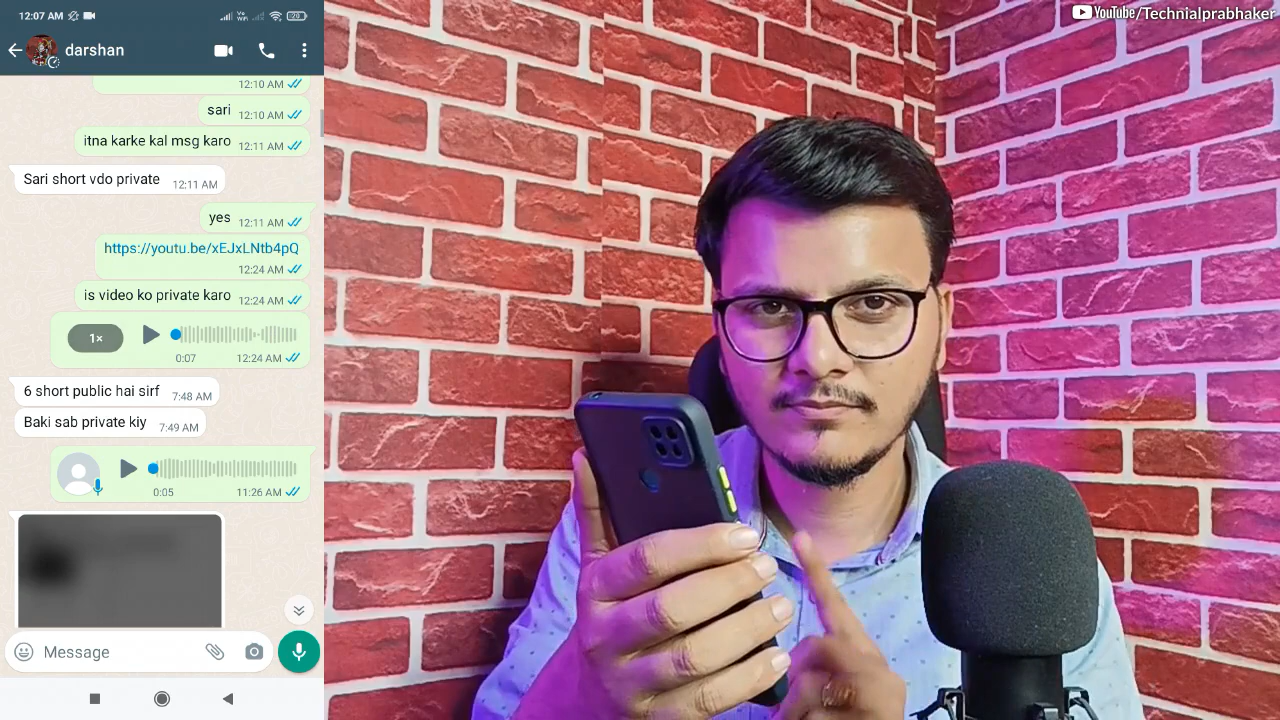 12:07 AM
Vo
WiFi
20
YouTube/Technialprabhaker
darshan
12:10 AM
sari
12:10 AM
itna karke kal msg karo
12:11 AM
Sari short vdo private
12:11 AM
yes
12:11 AM
https://youtu.be/xEJxLNtb4pQ
12:24 AM
is video ko private karo
12:24 AM
1×
0:07
12:24 AM
6 short public hai sirf
7:48 AM
Baki sab private kiy
7:49 AM
0:05
11:26 AM
Message